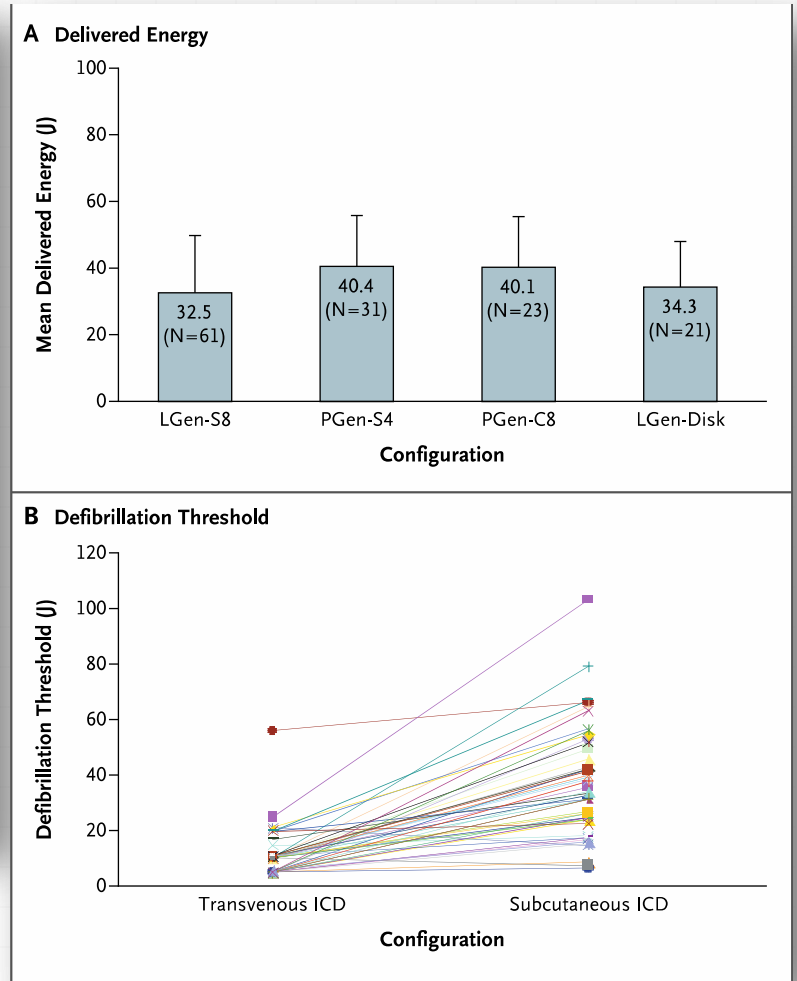 A Delivered Energy
Mean Delivered Energy (J)
100
80
60
40
20
0
32.5
(N=61)
40.4
(N=31)
40.1
(N=23)
34.3
(N=21)
LGen-S8 PGen-S4 PGen-C8 LGen-Disk
Configuration
B Defibrillation Threshold
Defibrillation Threshold (J)
120
100
80
60
40
20
0
Transvenous ICD Subcutaneous ICD
Configuration